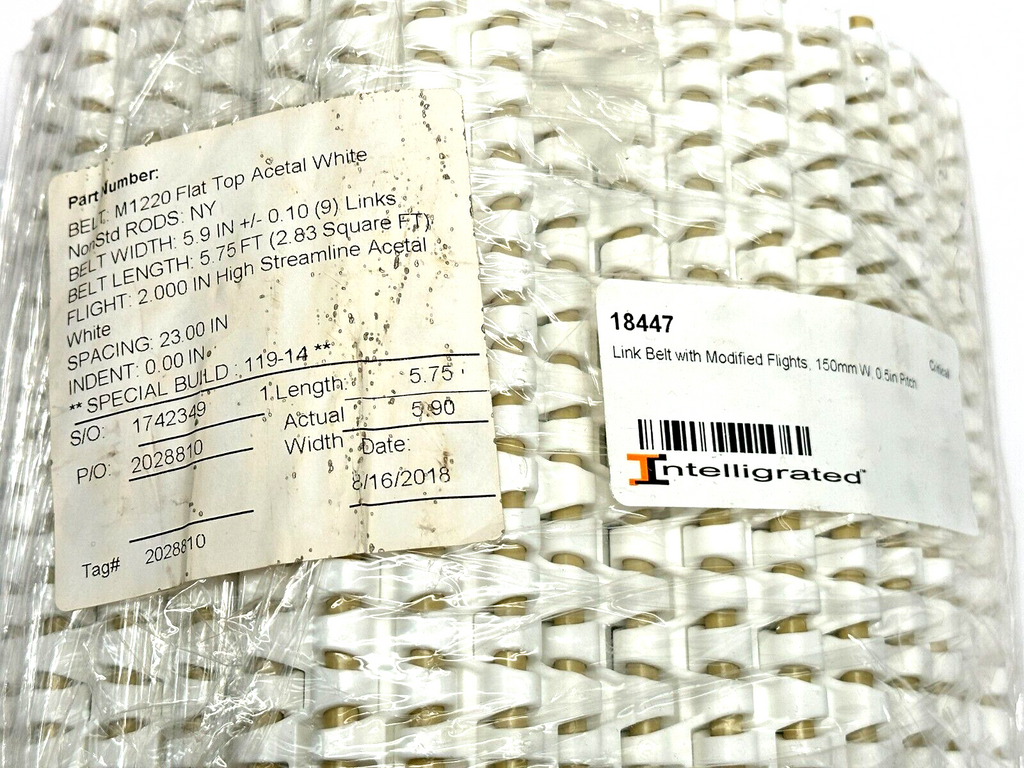 Part Number:
BELT: M1220 Flat Top Acetal White
NonStd RODS: NY
BELT WIDTH: 5.9 IN +/- 0.10 (9) Links
BELT LENGTH: 5.75 FT (2.83 Square FT)
FLIGHT: 2.000 IN High Streamline Acetal
White
SPACING: 23.00 IN
INDENT: 0.00 IN
** SPECIAL BUILD : 119-14 **
S/O: 1742349 1 Length: 5.75
P/O: 2028810 Actual Width 5.90
Date:
8/16/2018
Tag# 2028810
18447
Link Belt with Modified Flights, 150mm W, 0.5in Pitch
Critical
Intelligrated™